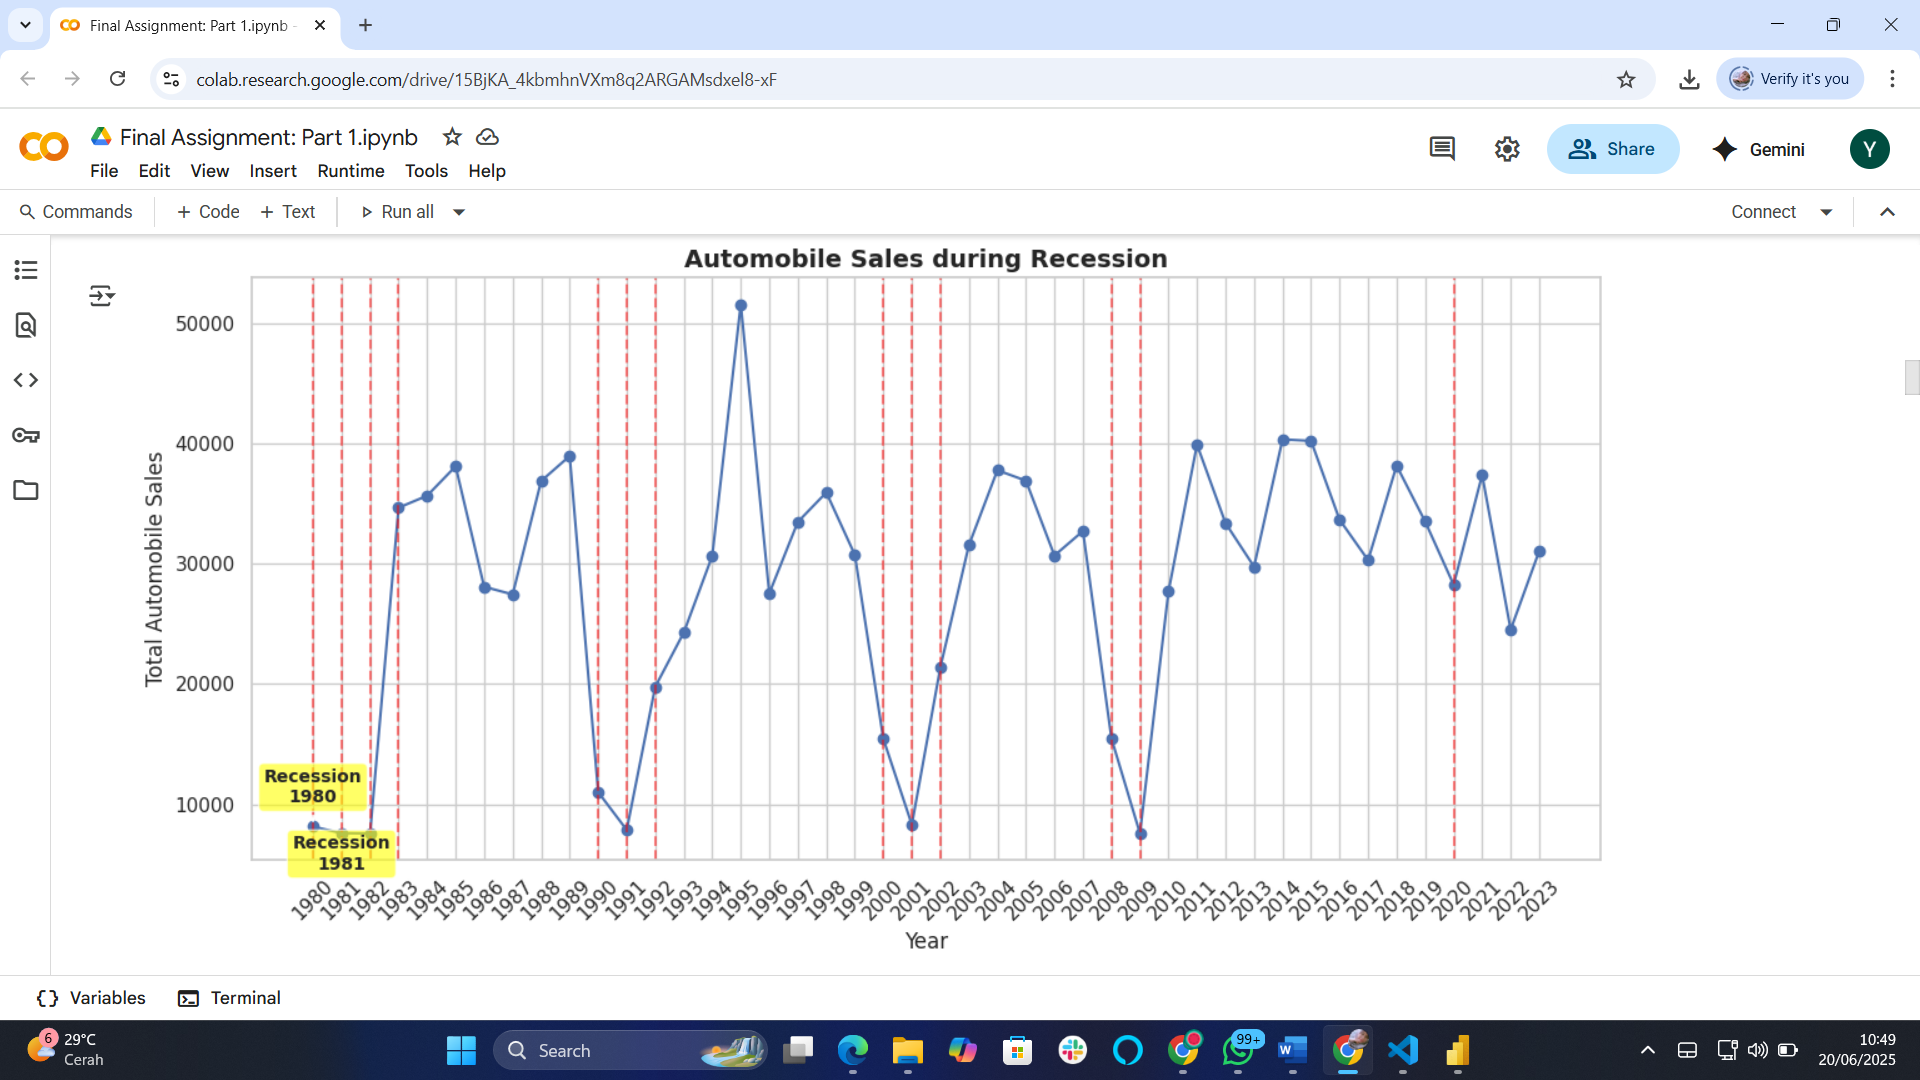 Final Assignment: Part 1.ipynb -
colab.research.google.com/drive/15BjKA_4kbmhnVXm8q2ARGAMsdxel8-xF
Verify it's you
Final Assignment: Part 1.ipynb
File Edit View Insert Runtime Tools Help
Share
Gemini
Y
Commands + Code + Text Run all
Connect
Automobile Sales during Recession
Total Automobile Sales
50000
40000
30000
20000
10000
Recession
1980
Recession
1981
1980 1981 1982 1983 1984 1985 1986 1987 1988 1989 1990 1991 1992 1993 1994 1995 1996 1997 1998 1999 2000 2001 2002 2003 2004 2005 2006 2007 2008 2009 2010 2011 2012 2013 2014 2015 2016 2017 2018 2019 2020 2021 2022 2023
Year
Variables Terminal
6
29°C
Cerah
Search
99+
10:49
20/06/2025